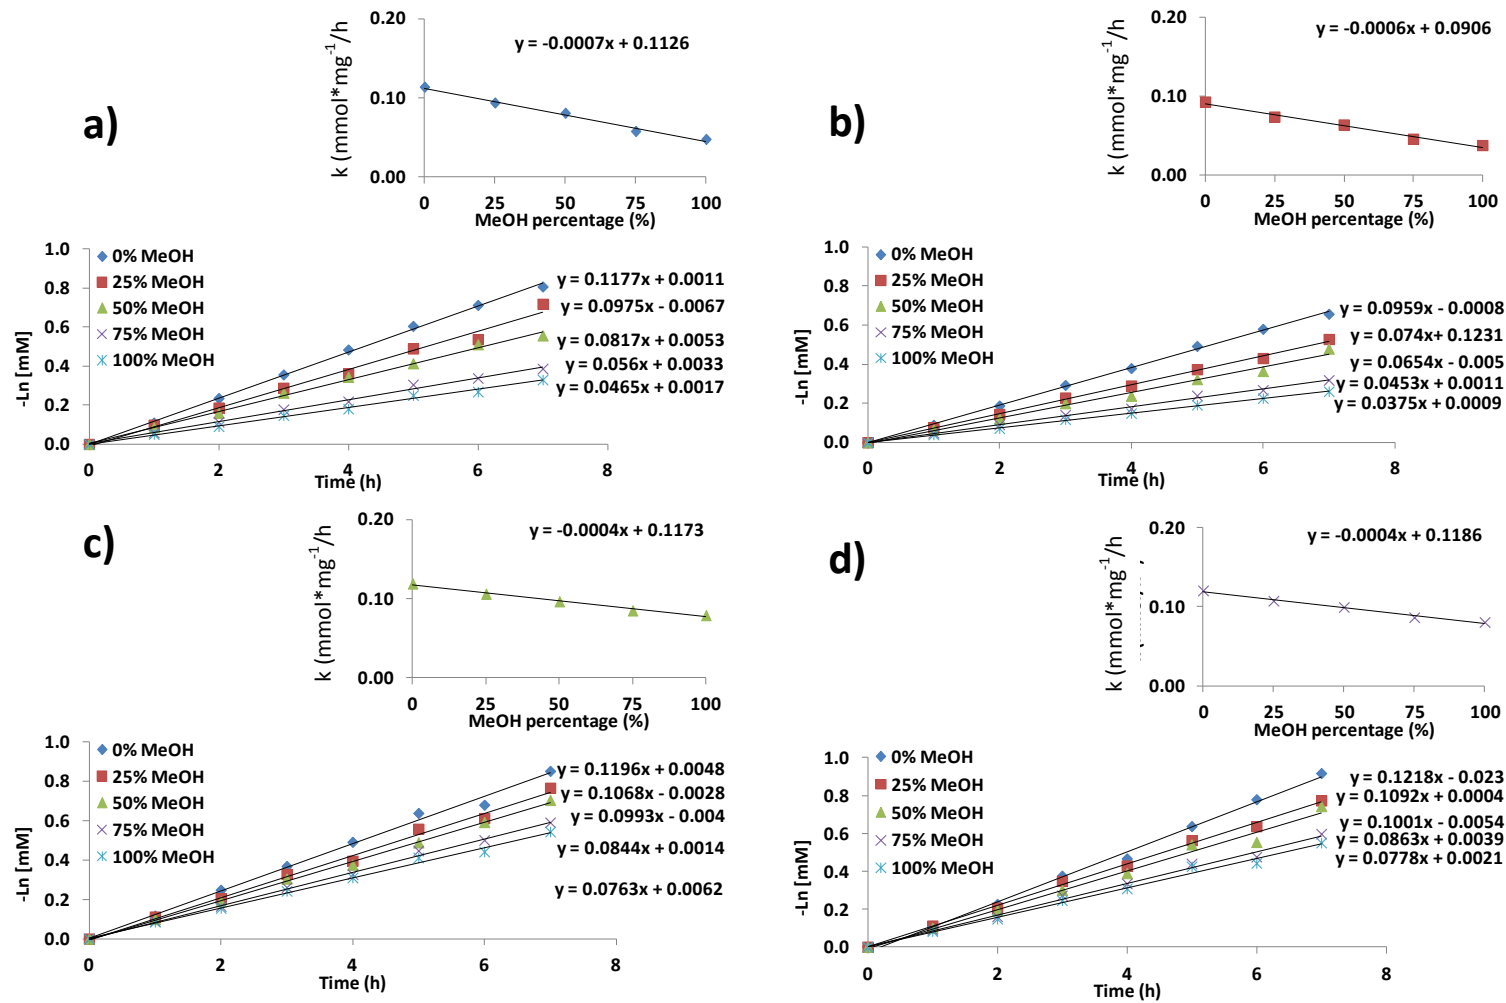 a)
k (mmol*mg-1/h
0.20
0.10
0.00
y = -0.0007x + 0.1126
0 25 50 75 100
MeOH percentage (%)
-Ln [mM]
1.0
0.8
0.6
0.4
0.2
0.0
0% MeOH
25% MeOH
50% MeOH
75% MeOH
100% MeOH
y = 0.1177x + 0.0011
y = 0.0975x - 0.0067
y = 0.0817x + 0.0053
y = 0.056x + 0.0033
y = 0.0465x + 0.0017
0 2 4 6 8
Time (h)
b)
k (mmol*mg-1/h
0.20
0.10
0.00
y = -0.0006x + 0.0906
0 25 50 75 100
MeOH percentage (%)
-Ln [mM]
1.0
0.8
0.6
0.4
0.2
0.0
0% MeOH
25% MeOH
50% MeOH
75% MeOH
100% MeOH
y = 0.0959x - 0.0008
y = 0.074x+ 0.1231
y = 0.0654x - 0.005
y = 0.0453x + 0.0011
y = 0.0375x + 0.0009
0 2 4 6 8
Time (h)
c)
k (mmol*mg-1/h
0.20
0.10
0.00
y = -0.0004x + 0.1173
0 25 50 75 100
MeOH percentage (%)
-Ln [mM]
1.0
0.8
0.6
0.4
0.2
0.0
0% MeOH
25% MeOH
50% MeOH
75% MeOH
100% MeOH
y = 0.1196x + 0.0048
y = 0.1068x - 0.0028
y = 0.0993x - 0.004
y = 0.0844x + 0.0014
y = 0.0763x + 0.0062
0 2 4 6 8
Time (h)
d)
k (mmol*mg-1/h
0.20
0.10
0.00
y = -0.0004x + 0.1186
0 25 50 75 100
MeOH percentage (%)
-Ln [mM]
1.0
0.8
0.6
0.4
0.2
0.0
0% MeOH
25% MeOH
50% MeOH
75% MeOH
100% MeOH
y = 0.1218x - 0.023
y = 0.1092x + 0.0004
y = 0.1001x - 0.0054
y = 0.0863x + 0.0039
y = 0.0778x + 0.0021
0 2 4 6 8
Time (h)